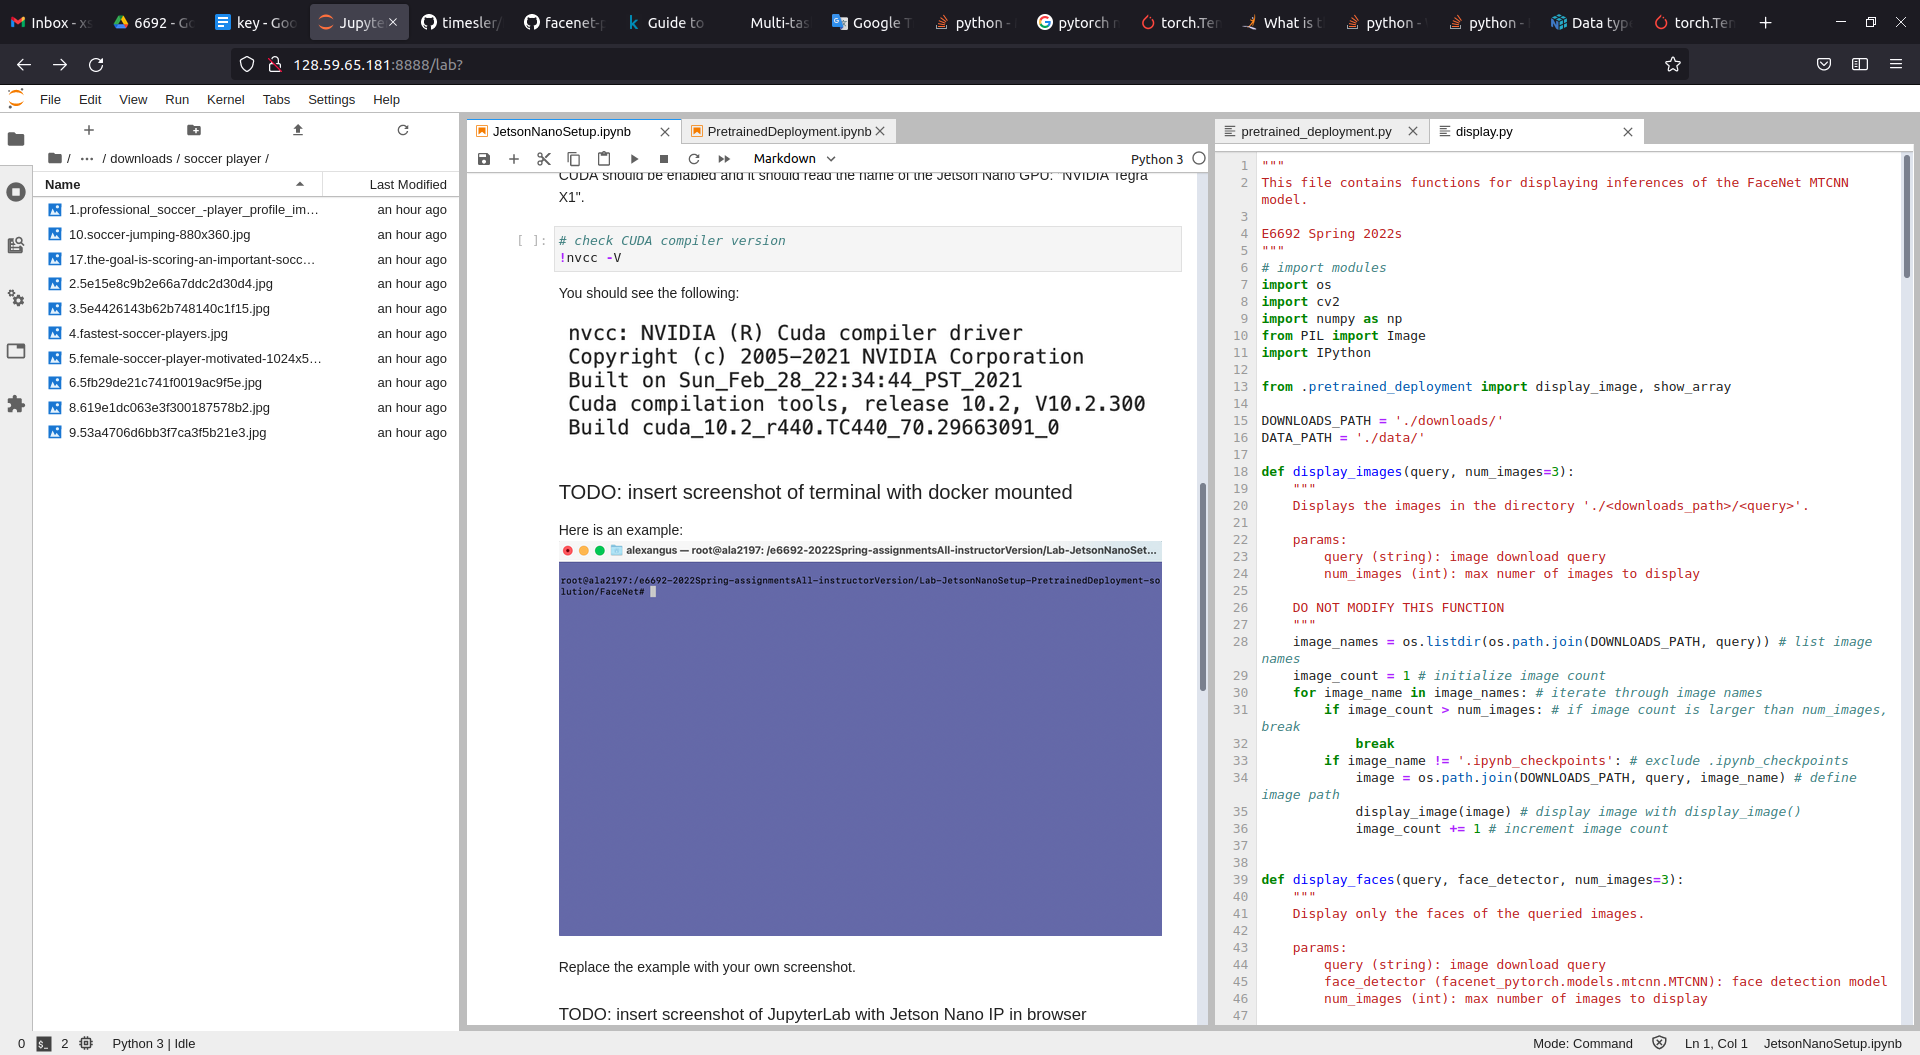 Inbox - xs
6692 - Go
key - Goo
Jupyte
timesler/
facenet-p
Guide to
Multi-tas
Google T
python -
pytorch r
torch.Ten
What is t
python -
python -
Data type
torch.Ten
128.59.65.181:8888/lab?
File Edit View Run Kernel Tabs Settings Help
/ ··· / downloads / soccer player /
Name Last Modified
1.professional_soccer_-player_profile_im… an hour ago
10.soccer-jumping-880x360.jpg an hour ago
17.the-goal-is-scoring-an-important-socc… an hour ago
2.5e15e8c9b2e66a7ddc2d30d4.jpg an hour ago
3.5e4426143b62b748140c1f15.jpg an hour ago
4.fastest-soccer-players.jpg an hour ago
5.female-soccer-player-motivated-1024x5… an hour ago
6.5fb29de21c741f0019ac9f5e.jpg an hour ago
8.619e1dc063e3f300187578b2.jpg an hour ago
9.53a4706d6bb3f7ca3f5b21e3.jpg an hour ago
JetsonNanoSetup.ipynb PretrainedDeployment.ipynb
Markdown Python 3
CUDA should be enabled and it should read the name of the Jetson Nano GPU: "NVIDIA Tegra
X1".
[ ]: # check CUDA compiler version
!nvcc -V
You should see the following:
nvcc: NVIDIA (R) Cuda compiler driver
Copyright (c) 2005-2021 NVIDIA Corporation
Built on Sun_Feb_28_22:34:44_PST_2021
Cuda compilation tools, release 10.2, V10.2.300
Build cuda_10.2_r440.TC440_70.29663091_0
TODO: insert screenshot of terminal with docker mounted
Here is an example:
alexangus — root@ala2197: /e6692-2022Spring-assignmentsAll-instructorVersion/Lab-JetsonNanoSet...
root@ala2197:/e6692-2022Spring-assignmentsAll-instructorVersion/Lab-JetsonNanoSetup-PretrainedDeployment-so
lution/FaceNet#
Replace the example with your own screenshot.
TODO: insert screenshot of JupyterLab with Jetson Nano IP in browser
pretrained_deployment.py display.py
1 """
2 This file contains functions for displaying inferences of the FaceNet MTCNN
model.
3
4 E6692 Spring 2022s
5 """
6 # import modules
7 import os
8 import cv2
9 import numpy as np
10 from PIL import Image
11 import IPython
12
13 from .pretrained_deployment import display_image, show_array
14
15 DOWNLOADS_PATH = './downloads/'
16 DATA_PATH = './data/'
17
18 def display_images(query, num_images=3):
19 """
20 Displays the images in the directory './<downloads_path>/<query>'.
21
22 params:
23 query (string): image download query
24 num_images (int): max numer of images to display
25
26 DO NOT MODIFY THIS FUNCTION
27 """
28 image_names = os.listdir(os.path.join(DOWNLOADS_PATH, query)) # list image
names
29 image_count = 1 # initialize image count
30 for image_name in image_names: # iterate through image names
31 if image_count > num_images: # if image count is larger than num_images,
break
32 break
33 if image_name != '.ipynb_checkpoints': # exclude .ipynb_checkpoints
34 image = os.path.join(DOWNLOADS_PATH, query, image_name) # define
image path
35 display_image(image) # display image with display_image()
36 image_count += 1 # increment image count
37
38
39 def display_faces(query, face_detector, num_images=3):
40 """
41 Display only the faces of the queried images.
42
43 params:
44 query (string): image download query
45 face_detector (facenet_pytorch.models.mtcnn.MTCNN): face detection model
46 num_images (int): max number of images to display
47
0 2 Python 3 | Idle Mode: Command Ln 1, Col 1 JetsonNanoSetup.ipynb